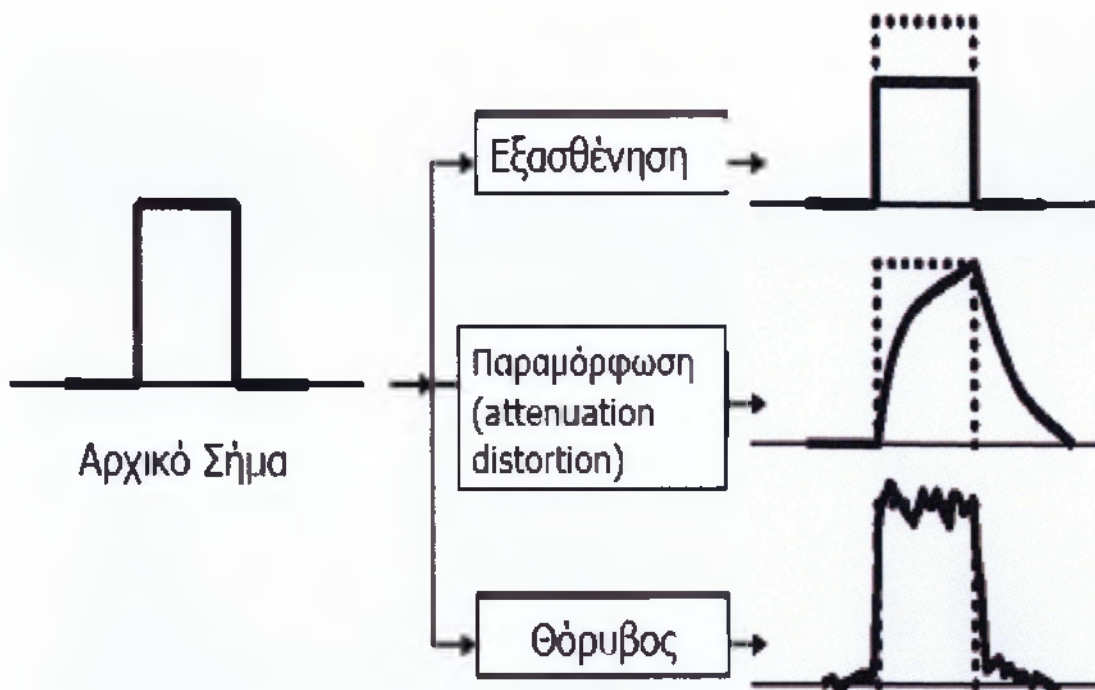 Εξασθένηση
Αρχικό Σήμα
Παραμόρφωση
(attenuation
distortion)
Θόρυβος